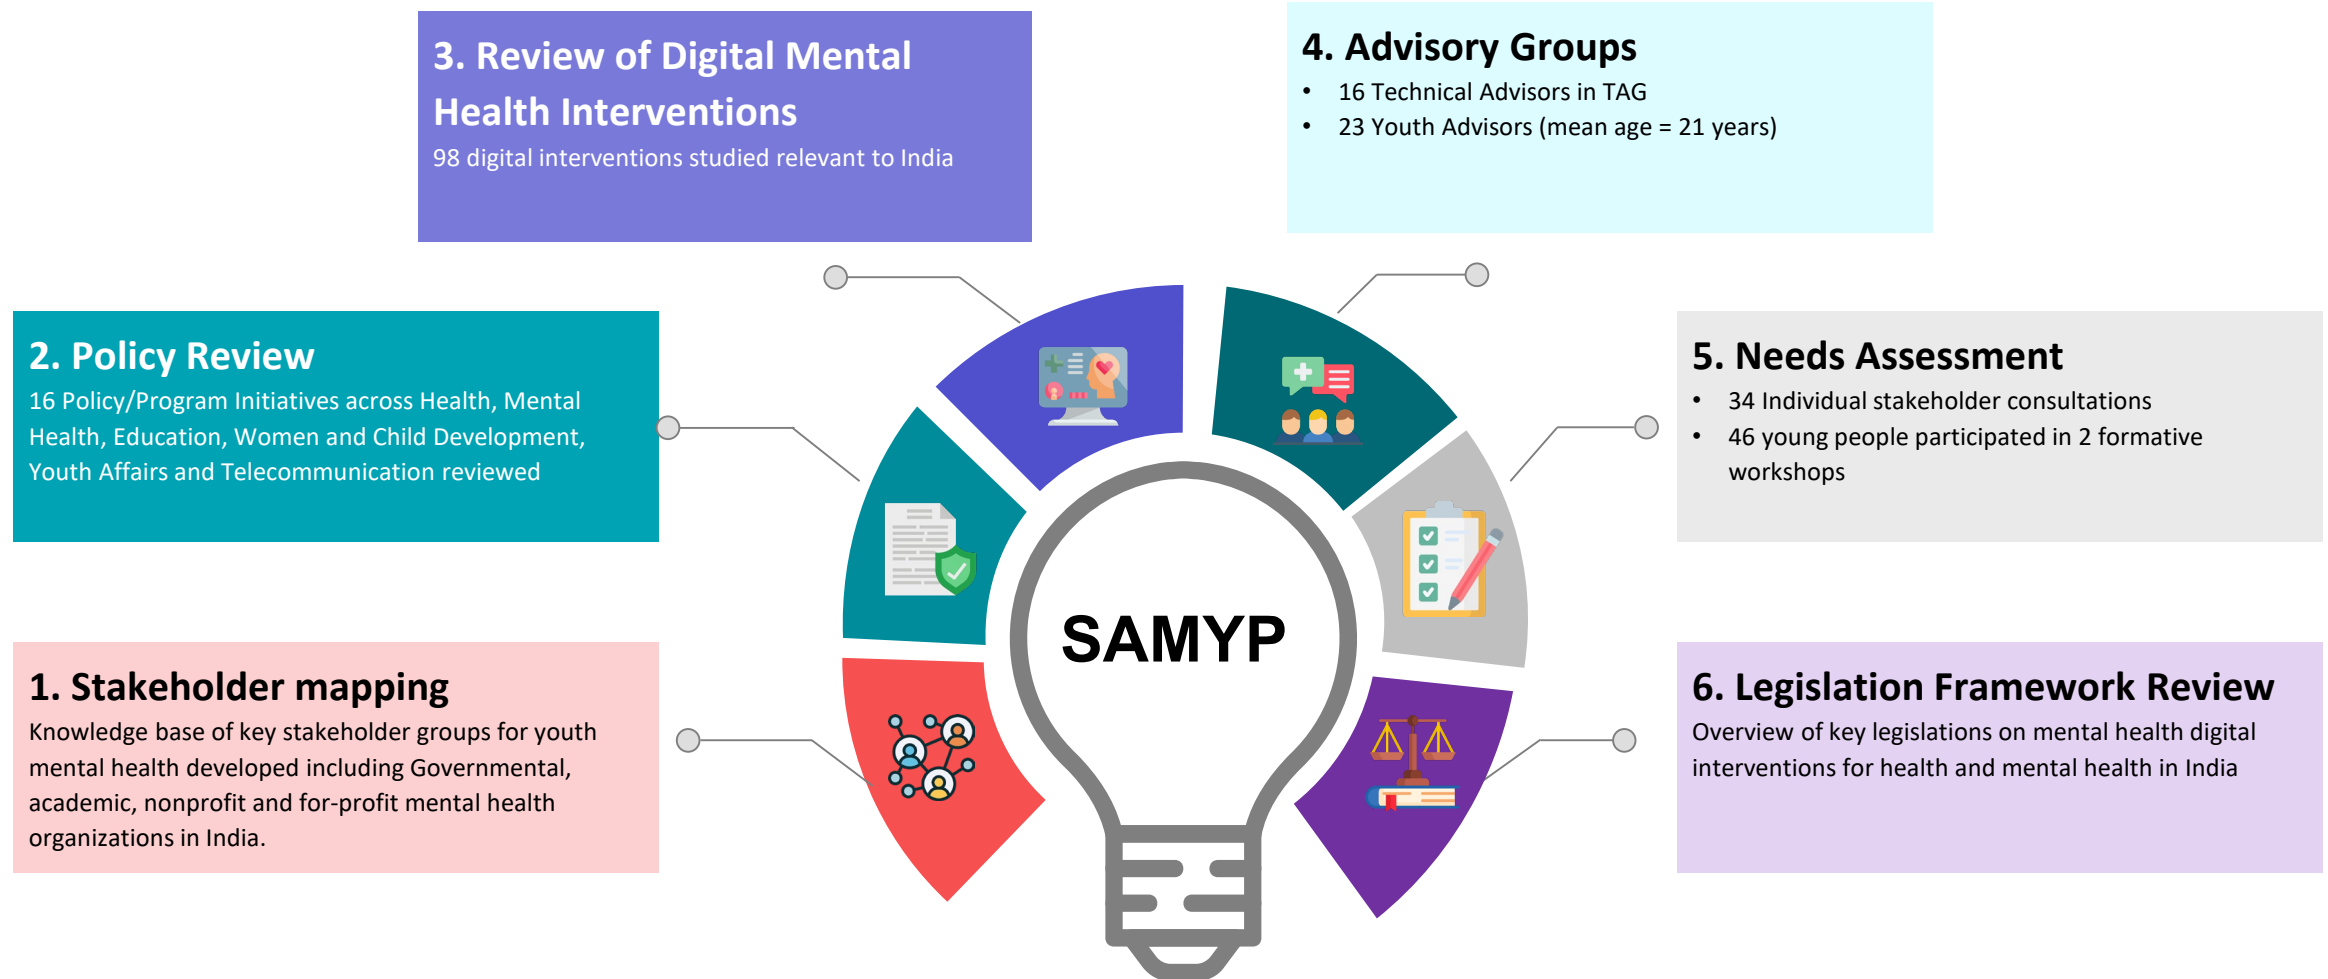 3. Review of Digital Mental
Health Interventions
98 digital interventions studied relevant to India
4. Advisory Groups
• 16 Technical Advisors in TAG
• 23 Youth Advisors (mean age = 21 years)
2. Policy Review
16 Policy/Program Initiatives across Health, Mental
Health, Education, Women and Child Development,
Youth Affairs and Telecommunication reviewed
5. Needs Assessment
• 34 Individual stakeholder consultations
• 46 young people participated in 2 formative
workshops
SAMYP
1. Stakeholder mapping
Knowledge base of key stakeholder groups for youth
mental health developed including Governmental,
academic, nonprofit and for-profit mental health
organizations in India.
6. Legislation Framework Review
Overview of key legislations on mental health digital
interventions for health and mental health in India